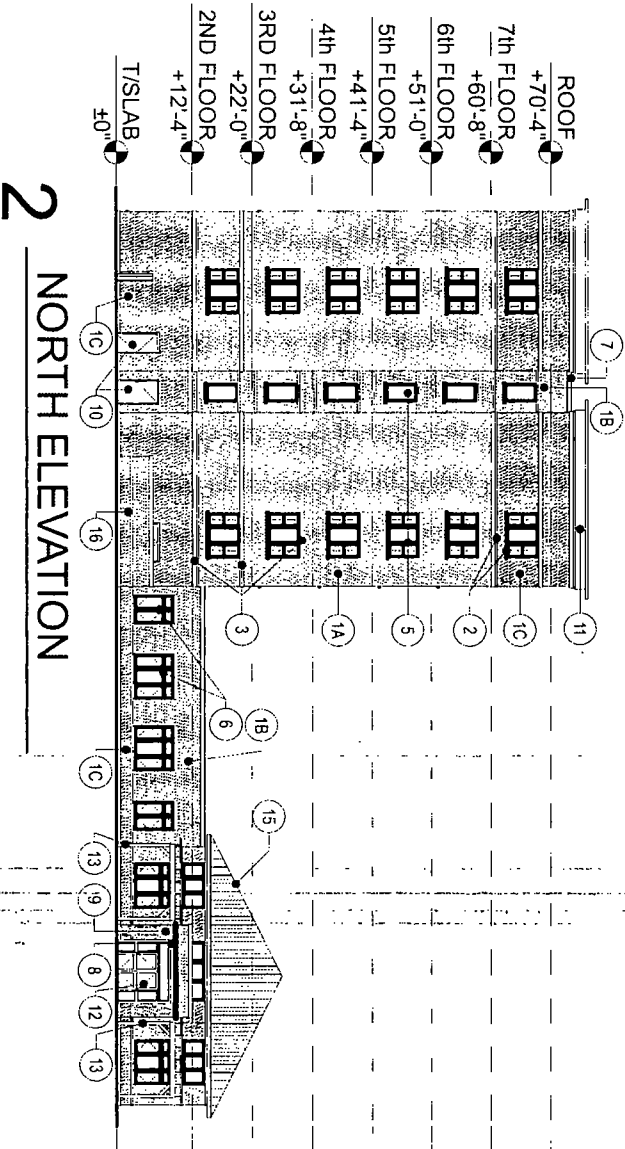 ROOF
+70'-4"
7th FLOOR
+60'-8"
6th FLOOR
+51'-0"
5th FLOOR
+41'-4"
4th FLOOR
+31'-8"
3RD FLOOR
+22'-0"
2ND FLOOR
+12'-4"
T/SLAB
±0"
7
1B
11
1C
2
5
1A
3
6
1B
15
1C
10
16
1C
13
19
8
12
13
2
NORTH ELEVATION